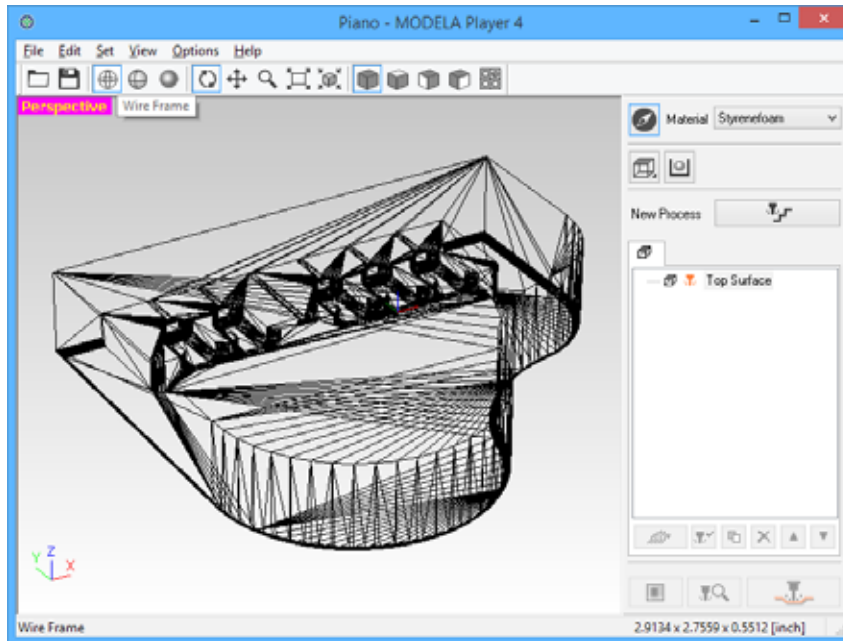 Piano - MODELA Player 4
File Edit Set View Options Help
Perspective
Wire Frame
Material Styrenefoam
New Process
Top Surface
Z
Y
X
Wire Frame
2.9134 x 2.7559 x 0.5512 [inch]